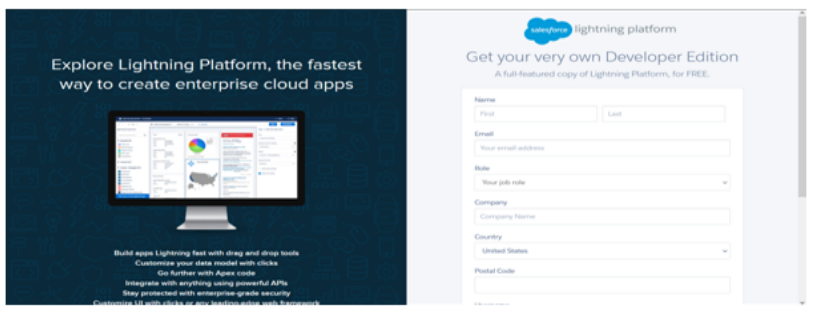 Explore Lightning Platform, the fastest
way to create enterprise cloud apps
Build apps Lightning fast with drag and drop tools
Customize your data model with clicks
Go further with Apex code
Integrate with anything using powerful APIs
Stay protected with enterprise-grade security
Customize UI with clicks or any leading-edge web framework
salesforce lightning platform
Get your very own Developer Edition
A full-featured copy of Lightning Platform, for FREE.
Name
First Last
Email
Your email address
Role
Your job role
Company
Company Name
Country
United States
Postal Code